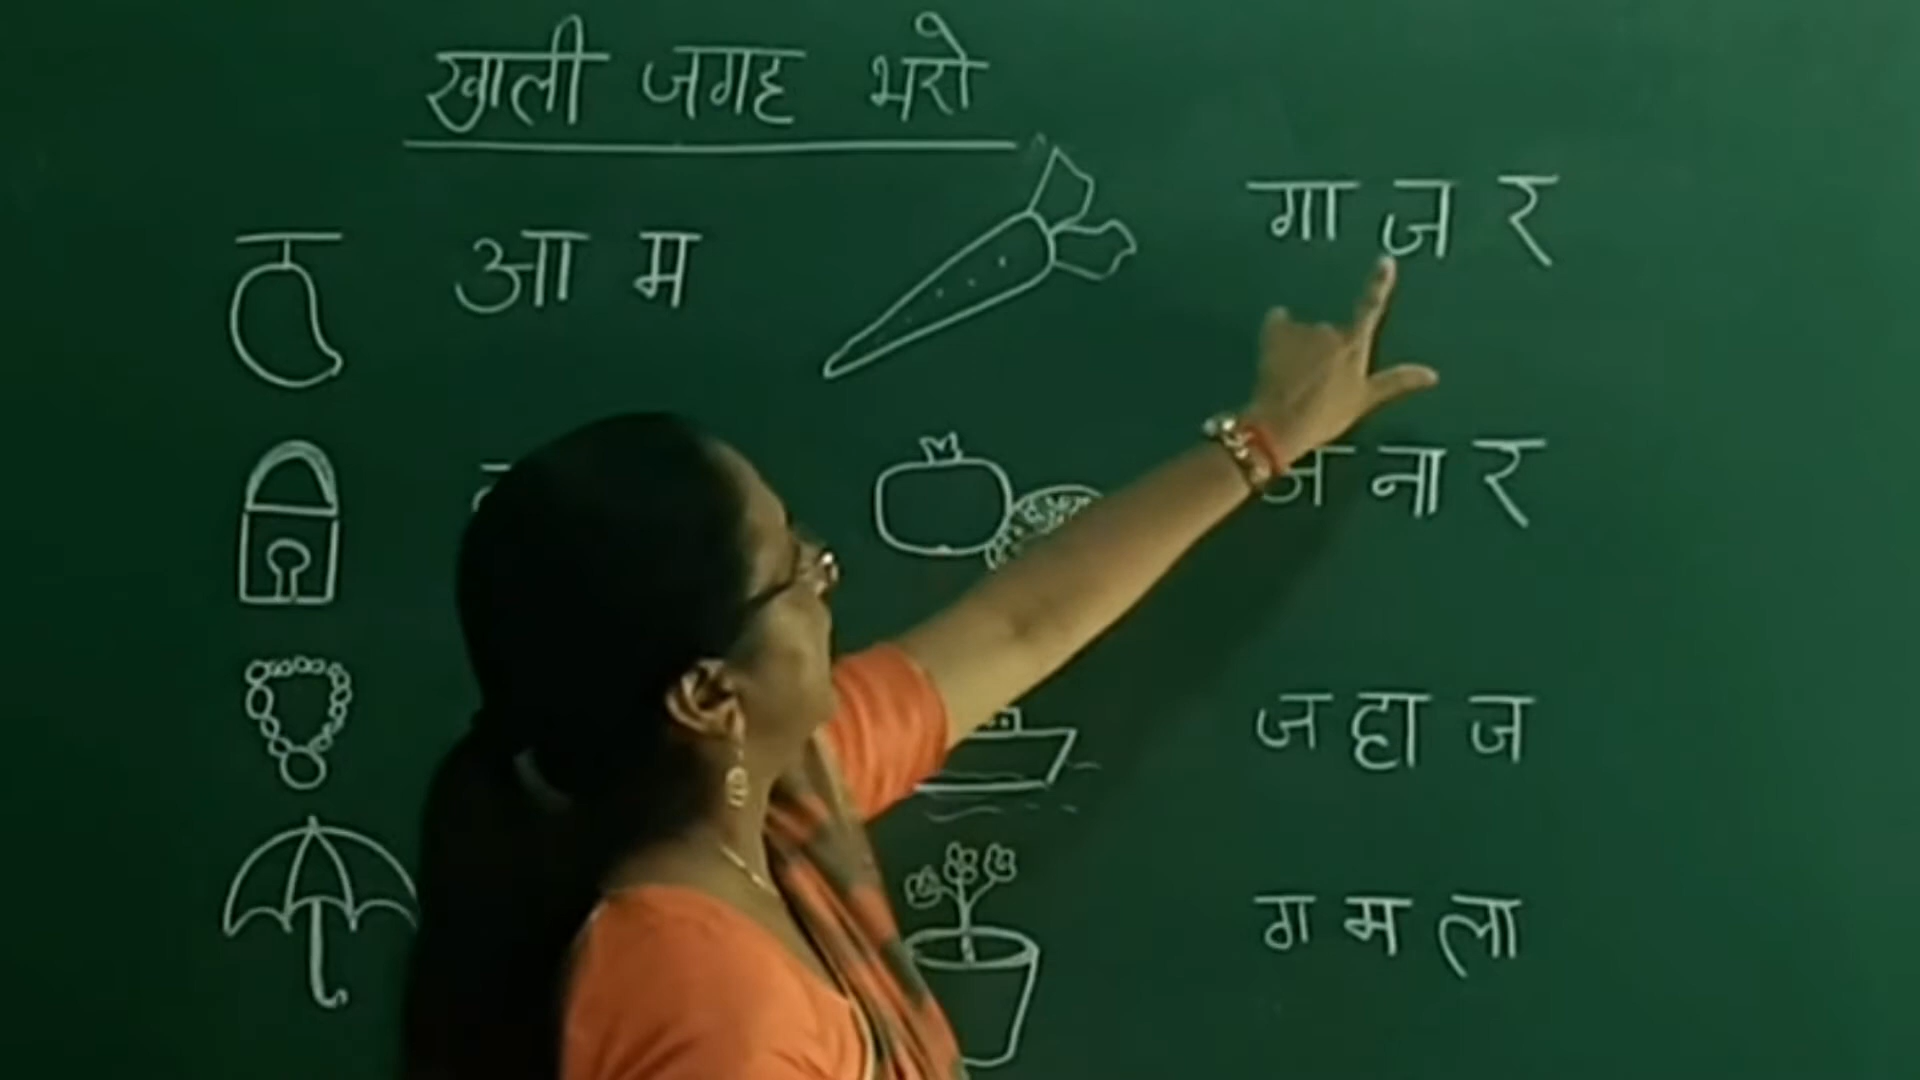 खाली जगह भरो
आ म
गा ज र
ना र
ज हा ज
ग म ला